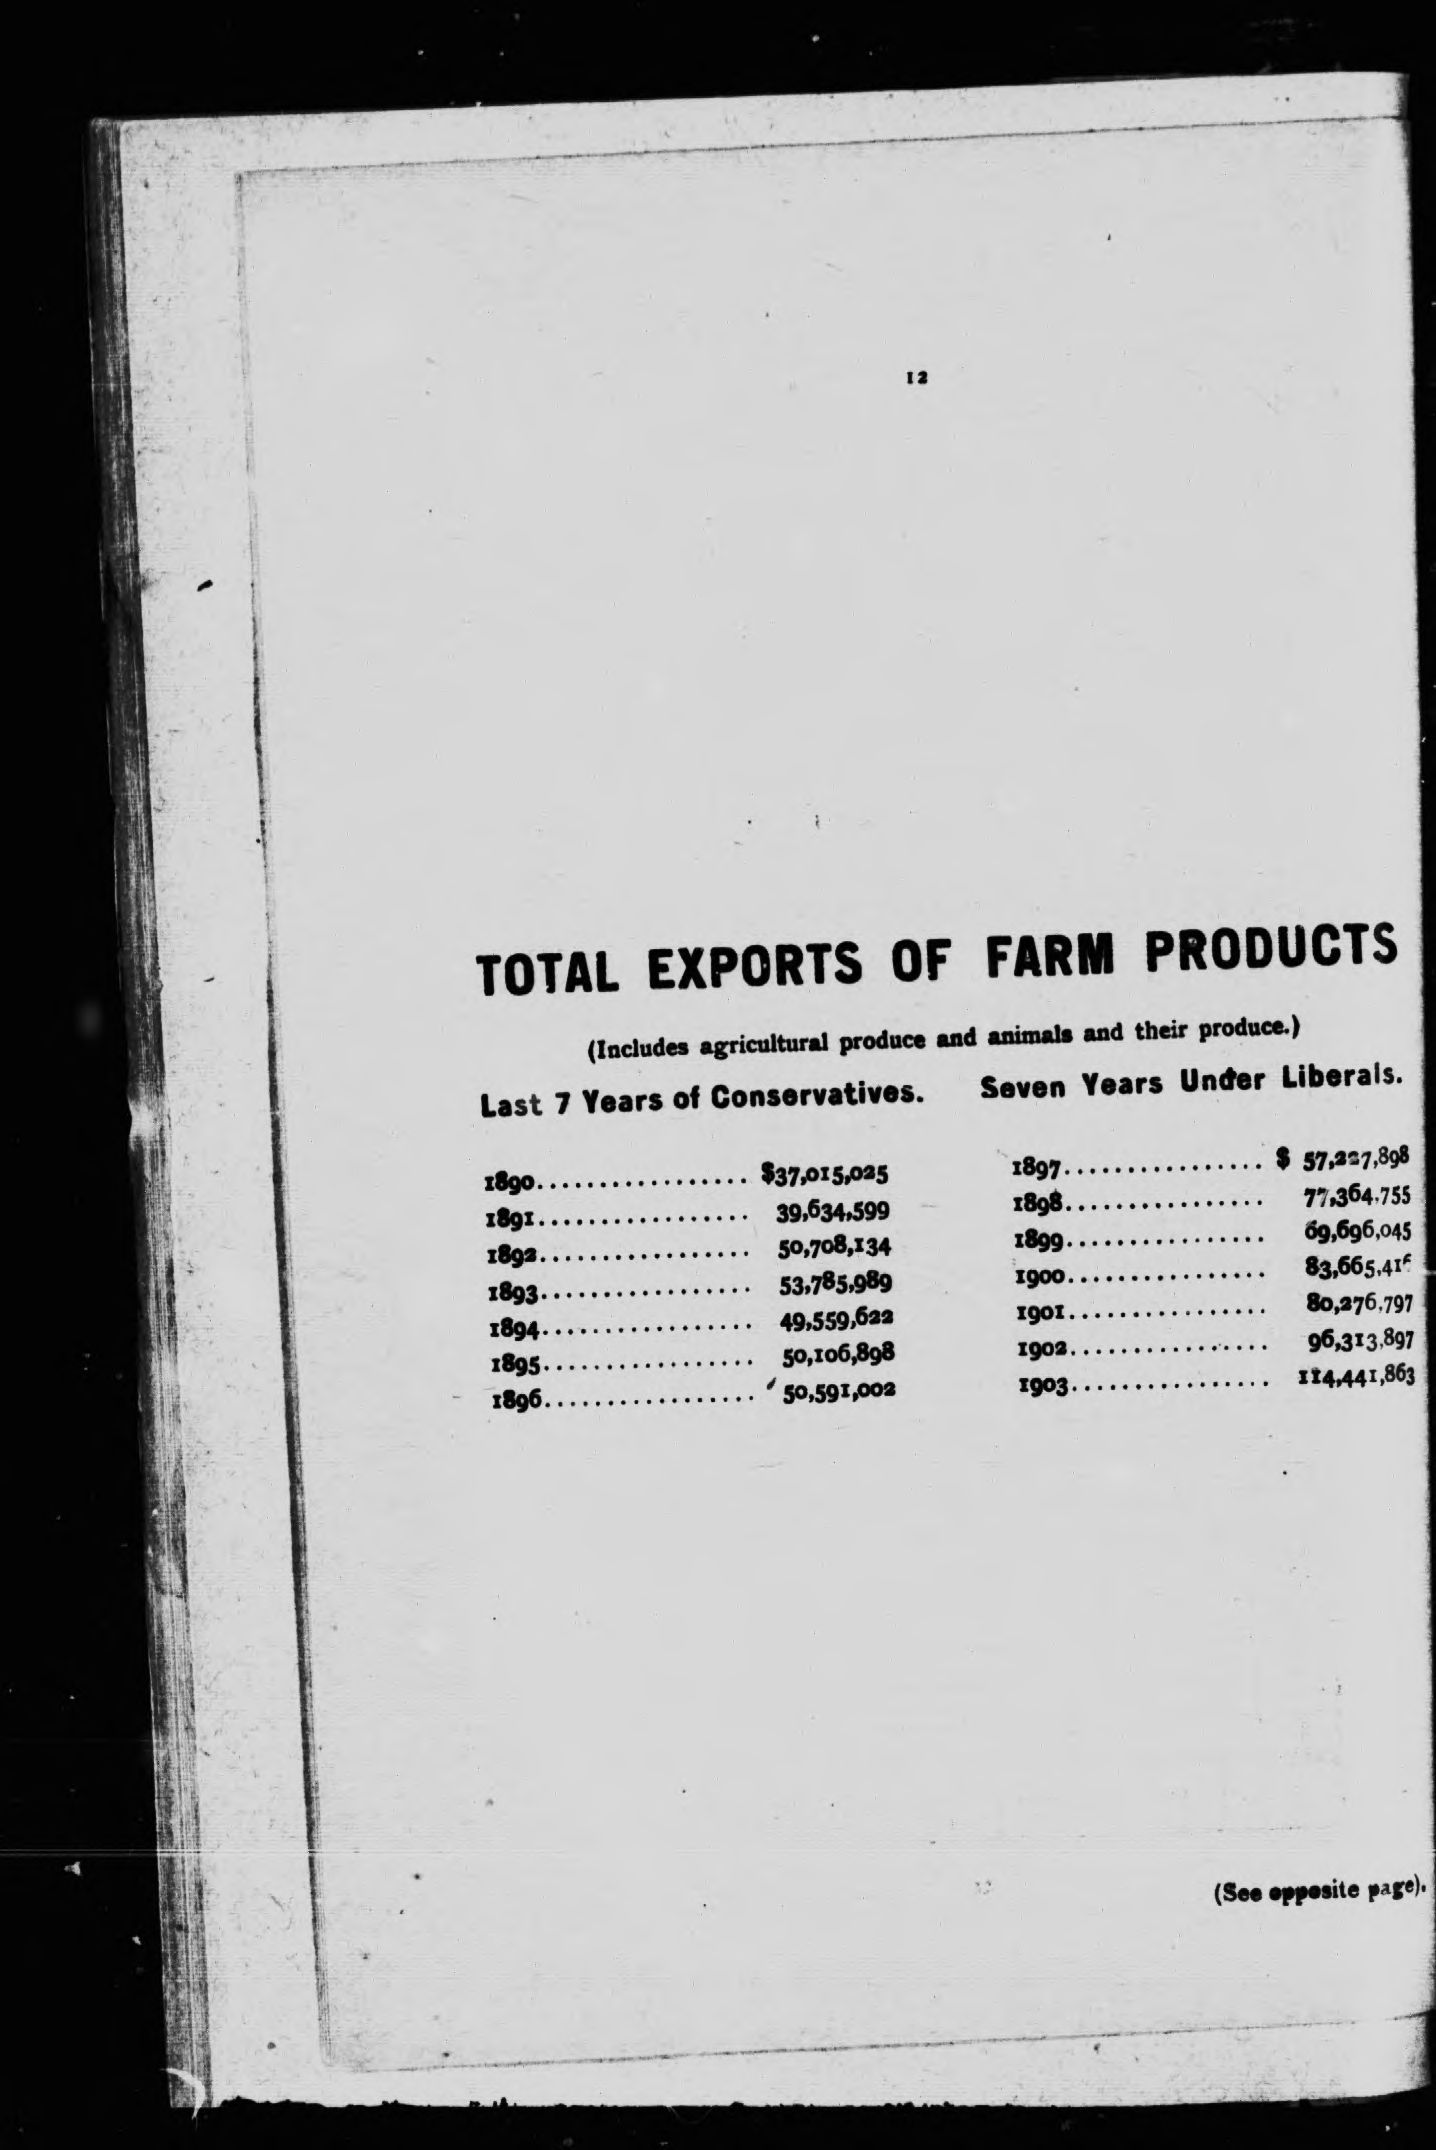 12
TOTAL EXPORTS OF FARM PRODUCTS
(Includes agricultural produce and animals and their produce.)
Last 7 Years of Conservatives. Seven Years Under Liberals.
1890................. $37,015,025 1897................ $ 57,227,898
1891................. 39,634,599 1898................ 77,364,755
1892................. 50,708,134 1899................ 69,696,045
1893................. 53,785,989 1900................
1894................. 49,559,622 1901................ 80,276,797
1895................. 50,106,898 1902................ 96,313,897
1896................. 50,591,002 1903................ 114,441,863
(See opposite page).